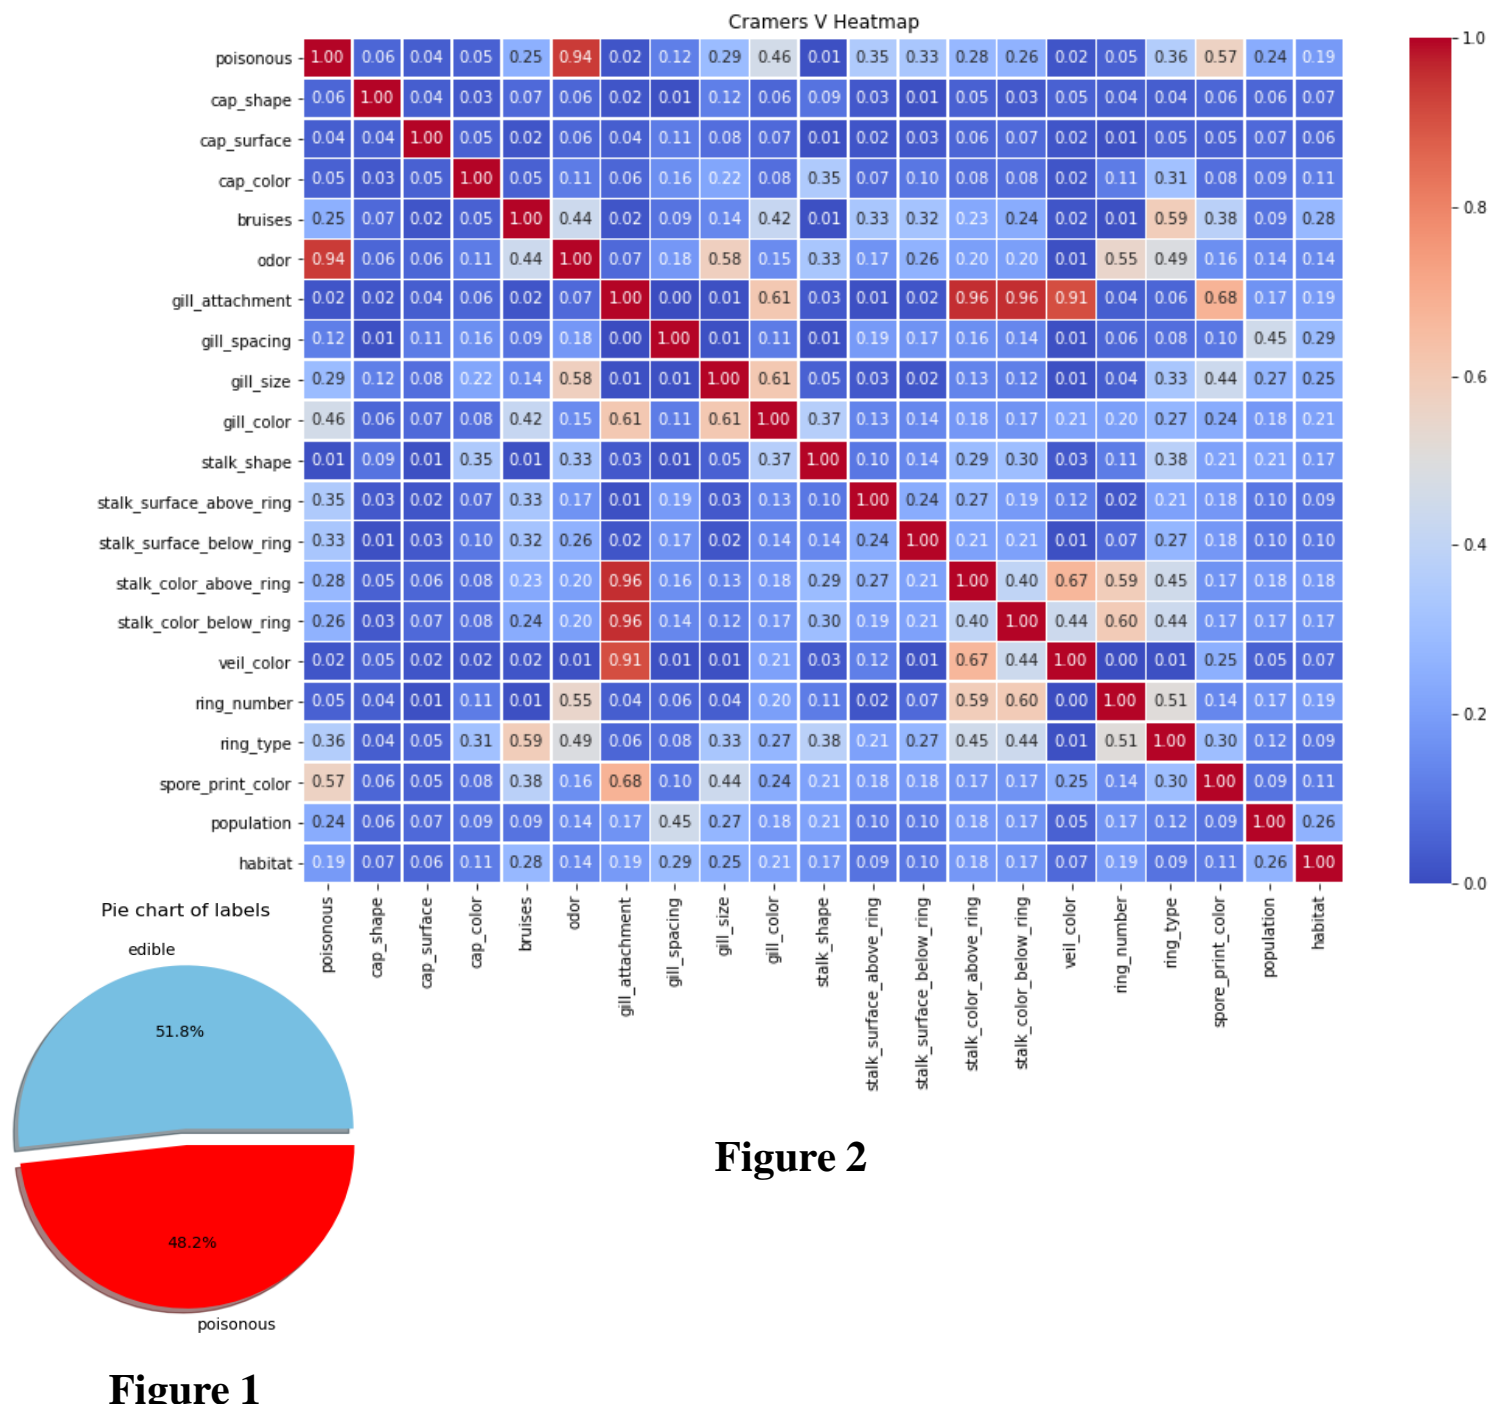 Cramers V Heatmap
poisonous 1.00 0.06 0.04 0.05 0.25 0.94 0.02 0.12 0.29 0.46 0.01 0.35 0.33 0.28 0.26 0.02 0.05 0.36 0.57 0.24 0.19
cap_shape 0.06 1.00 0.04 0.03 0.07 0.06 0.02 0.01 0.12 0.06 0.09 0.03 0.01 0.05 0.03 0.05 0.04 0.04 0.06 0.06 0.07
cap_surface 0.04 0.04 1.00 0.05 0.02 0.06 0.04 0.11 0.08 0.07 0.01 0.02 0.03 0.06 0.07 0.02 0.01 0.05 0.05 0.07 0.06
cap_color 0.05 0.03 0.05 1.00 0.05 0.11 0.06 0.16 0.22 0.08 0.35 0.07 0.10 0.08 0.08 0.02 0.11 0.31 0.08 0.09 0.11
bruises 0.25 0.07 0.02 0.05 1.00 0.44 0.02 0.09 0.14 0.42 0.01 0.33 0.32 0.23 0.24 0.02 0.01 0.59 0.38 0.09 0.28
odor 0.94 0.06 0.06 0.11 0.44 1.00 0.07 0.18 0.58 0.15 0.33 0.17 0.26 0.20 0.20 0.01 0.55 0.49 0.16 0.14 0.14
gill_attachment 0.02 0.02 0.04 0.06 0.02 0.07 1.00 0.00 0.01 0.61 0.03 0.01 0.02 0.96 0.96 0.91 0.04 0.06 0.68 0.17 0.19
gill_spacing 0.12 0.01 0.11 0.16 0.09 0.18 0.00 1.00 0.01 0.11 0.01 0.19 0.17 0.16 0.14 0.01 0.06 0.08 0.10 0.45 0.29
gill_size 0.29 0.12 0.08 0.22 0.14 0.58 0.01 0.01 1.00 0.61 0.05 0.03 0.02 0.13 0.12 0.01 0.04 0.33 0.44 0.27 0.25
gill_color 0.46 0.06 0.07 0.08 0.42 0.15 0.61 0.11 0.61 1.00 0.37 0.13 0.14 0.18 0.17 0.21 0.20 0.27 0.24 0.18 0.21
stalk_shape 0.01 0.09 0.01 0.35 0.01 0.33 0.03 0.01 0.05 0.37 1.00 0.10 0.14 0.29 0.30 0.03 0.11 0.38 0.21 0.21 0.17
stalk_surface_above_ring 0.35 0.03 0.02 0.07 0.33 0.17 0.01 0.19 0.03 0.13 0.10 1.00 0.24 0.27 0.19 0.12 0.02 0.21 0.18 0.10 0.09
stalk_surface_below_ring 0.33 0.01 0.03 0.10 0.32 0.26 0.02 0.17 0.02 0.14 0.14 0.24 1.00 0.21 0.21 0.01 0.07 0.27 0.18 0.10 0.10
stalk_color_above_ring 0.28 0.05 0.06 0.08 0.23 0.20 0.96 0.16 0.13 0.18 0.29 0.27 0.21 1.00 0.40 0.67 0.59 0.45 0.17 0.18 0.18
stalk_color_below_ring 0.26 0.03 0.07 0.08 0.24 0.20 0.96 0.14 0.12 0.17 0.30 0.19 0.21 0.40 1.00 0.44 0.60 0.44 0.17 0.17 0.17
veil_color 0.02 0.05 0.02 0.02 0.02 0.01 0.91 0.01 0.01 0.21 0.03 0.12 0.01 0.67 0.44 1.00 0.00 0.01 0.25 0.05 0.07
ring_number 0.05 0.04 0.01 0.11 0.01 0.55 0.04 0.06 0.04 0.20 0.11 0.02 0.07 0.59 0.60 0.00 1.00 0.51 0.14 0.17 0.19
ring_type 0.36 0.04 0.05 0.31 0.59 0.49 0.06 0.08 0.33 0.27 0.38 0.21 0.27 0.45 0.44 0.01 0.51 1.00 0.30 0.12 0.09
spore_print_color 0.57 0.06 0.05 0.08 0.38 0.16 0.68 0.10 0.44 0.24 0.21 0.18 0.18 0.17 0.17 0.25 0.14 0.30 1.00 0.09 0.11
population 0.24 0.06 0.07 0.09 0.09 0.14 0.17 0.45 0.27 0.18 0.21 0.10 0.10 0.18 0.17 0.05 0.17 0.12 0.09 1.00 0.26
habitat 0.19 0.07 0.06 0.11 0.28 0.14 0.19 0.29 0.25 0.21 0.17 0.09 0.10 0.18 0.17 0.07 0.19 0.09 0.11 0.26 1.00
poisonous
cap_shape
cap_surface
cap_color
bruises
odor
gill_attachment
gill_spacing
gill_size
gill_color
stalk_shape
stalk_surface_above_ring
stalk_surface_below_ring
stalk_color_above_ring
stalk_color_below_ring
veil_color
ring_number
ring_type
spore_print_color
population
habitat
1.0
0.8
0.6
0.4
0.2
0.0
Pie chart of labels
edible
51.8%
48.2%
poisonous
Figure 2
Figure 1